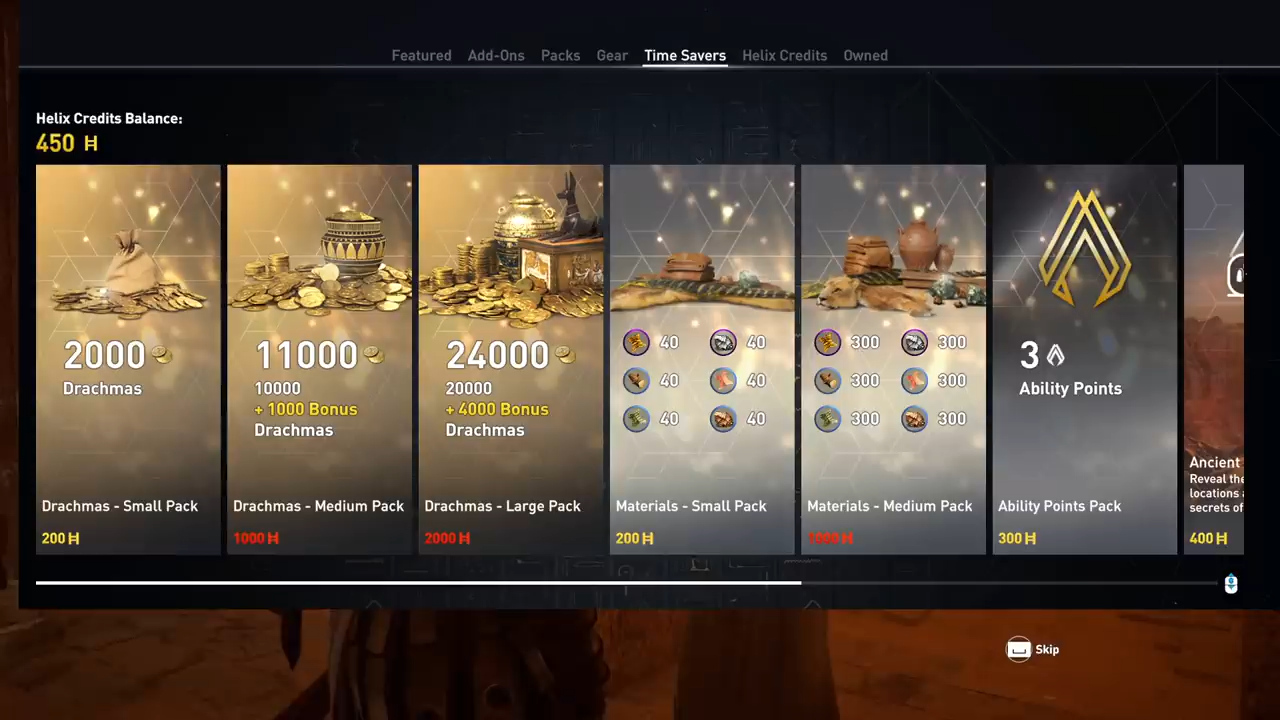 Featured Add-Ons Packs Gear Time Savers Helix Credits Owned
Helix Credits Balance:
450
2000
Drachmas
Drachmas - Small Pack
200
11000
10000
+ 1000 Bonus
Drachmas
Drachmas - Medium Pack
1000
24000
20000
+ 4000 Bonus
Drachmas
Drachmas - Large Pack
2000
40 40
40 40
40 40
Materials - Small Pack
200
300 300
300 300
300 300
Materials - Medium Pack
1000
3
Ability Points
Ability Points Pack
300
Ancient
Reveal the
locations
secrets of
400
Skip